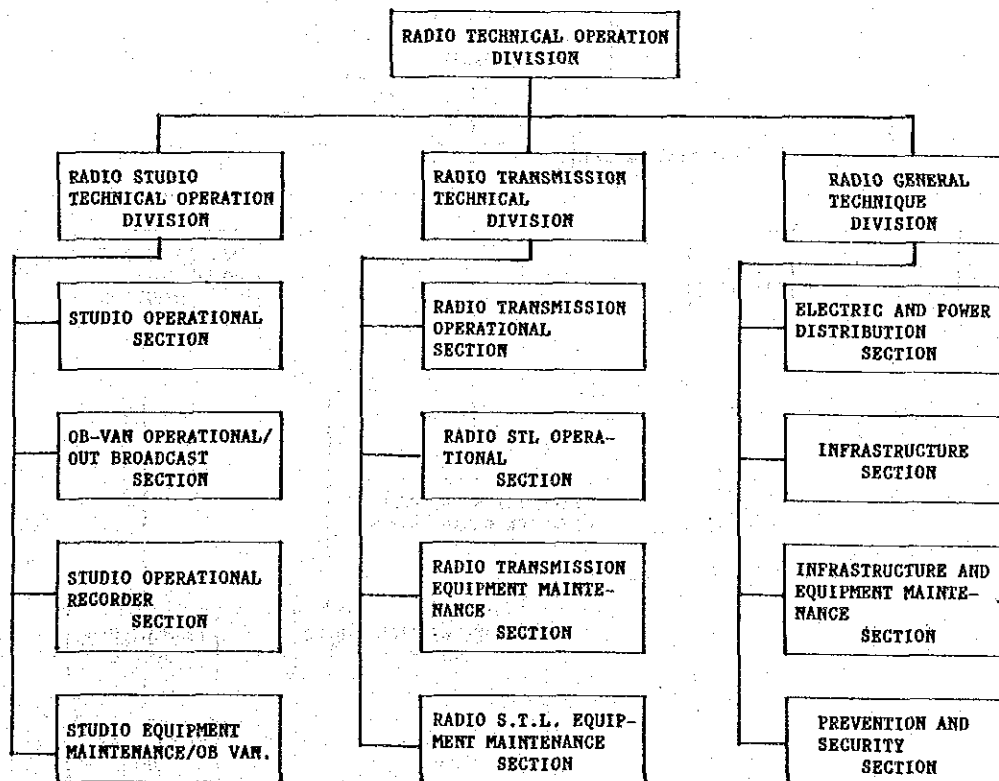 RADIO TECHNICAL OPERATION
DIVISION
RADIO STUDIO
TECHNICAL OPERATION
DIVISION
STUDIO OPERATIONAL
SECTION
OB-VAN OPERATIONAL/
OUT BROADCAST
SECTION
STUDIO OPERATIONAL
RECORDER
SECTION
STUDIO EQUIPMENT
MAINTENANCE/OB VAN.
RADIO TRANSMISSION
TECHNICAL
DIVISION
RADIO TRANSMISSION
OPERATIONAL
SECTION
RADIO STL OPERA-
TIONAL
SECTION
RADIO TRANSMISSION
EQUIPMENT MAINTE-
NANCE
SECTION
RADIO S.T.L. EQUIP-
MENT MAINTENANCE
SECTION
RADIO GENERAL
TECHNIQUE
DIVISION
ELECTRIC AND POWER
DISTRIBUTION
SECTION
INFRASTRUCTURE
SECTION
INFRASTRUCTURE AND
EQUIPMENT MAINTE-
NANCE
SECTION
PREVENTION AND
SECURITY
SECTION